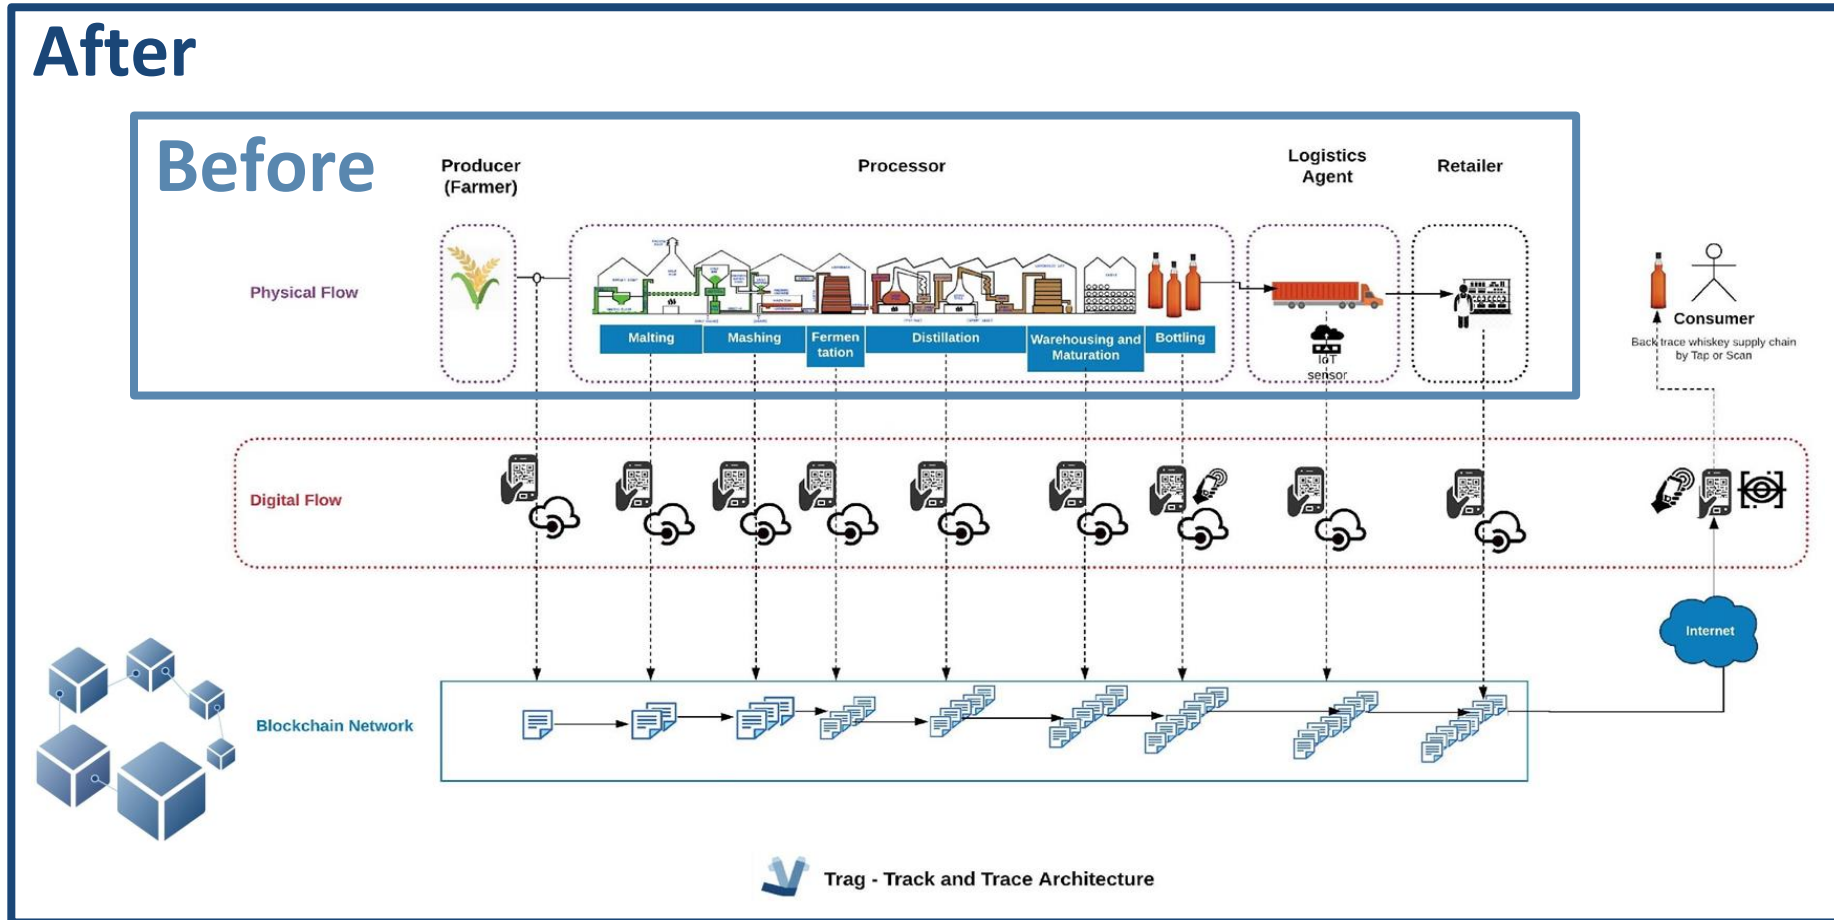 After
Before
Producer
(Farmer)
Processor
Logistics
Agent
Retailer
Physical Flow
Malting
Mashing
Fermen
tation
Distillation
Warehousing and
Maturation
Bottling
IoT
sensor
Consumer
Back trace whiskey supply chain
by Tap or Scan
Digital Flow
Internet
Blockchain Network
Trag - Track and Trace Architecture